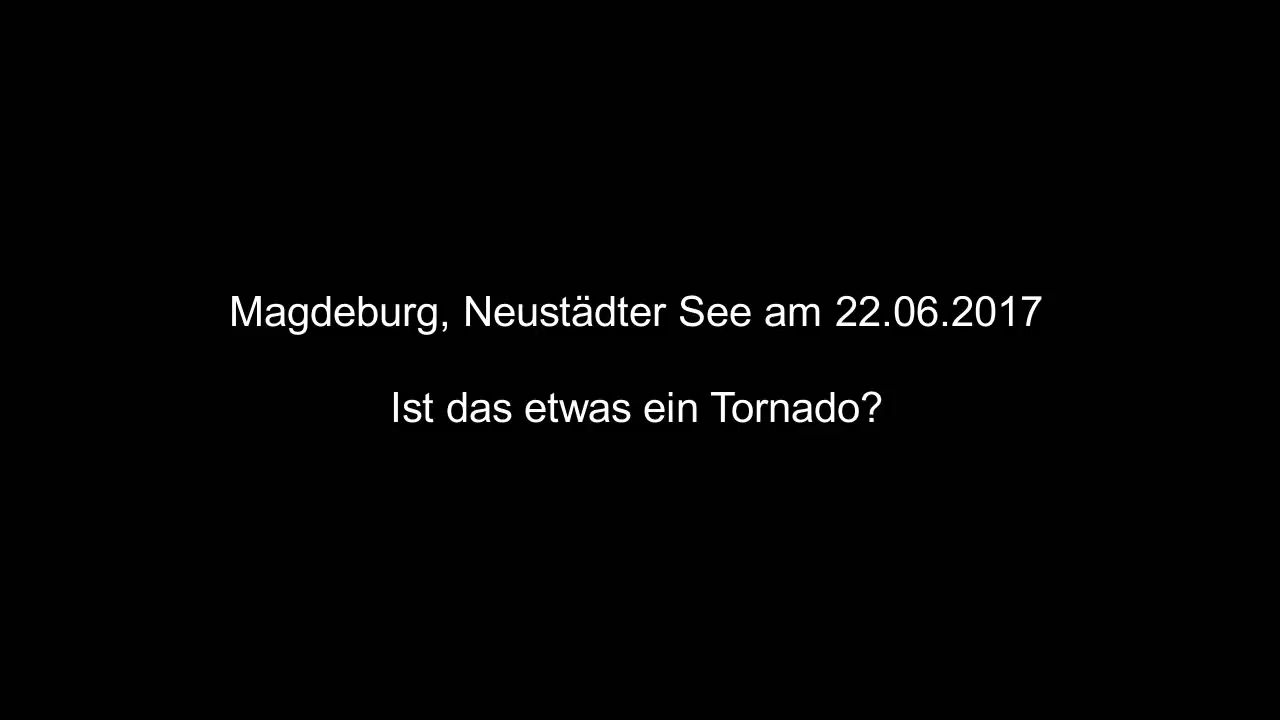 Magdeburg, Neustädter See am 22.06.2017
Ist das etwas ein Tornado?